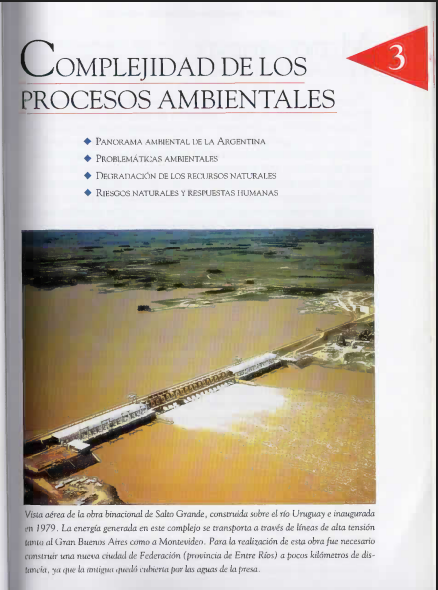 3
COMPLEJIDAD DE LOS
PROCESOS AMBIENTALES
◆ PANORAMA AMBIENTAL DE LA ARGENTINA
◆ PROBLEMÁTICAS AMBIENTALES
◆ DEGRADACIÓN DE LOS RECURSOS NATURALES
◆ RIESGOS NATURALES Y RESPUESTAS HUMANAS
Vista aérea de la obra binacional de Salto Grande, construida sobre el río Uruguay e inaugurada
en 1979. La energía generada en este complejo se transporta a través de líneas de alta tensión
tanto al Gran Buenos Aires como a Montevideo. Para la realización de esta obra fue necesario
construir una nueva ciudad de Federación (provincia de Entre Ríos) a pocos kilómetros de dis-
tancia, ya que la antigua quedó cubierta por las aguas de la presa.